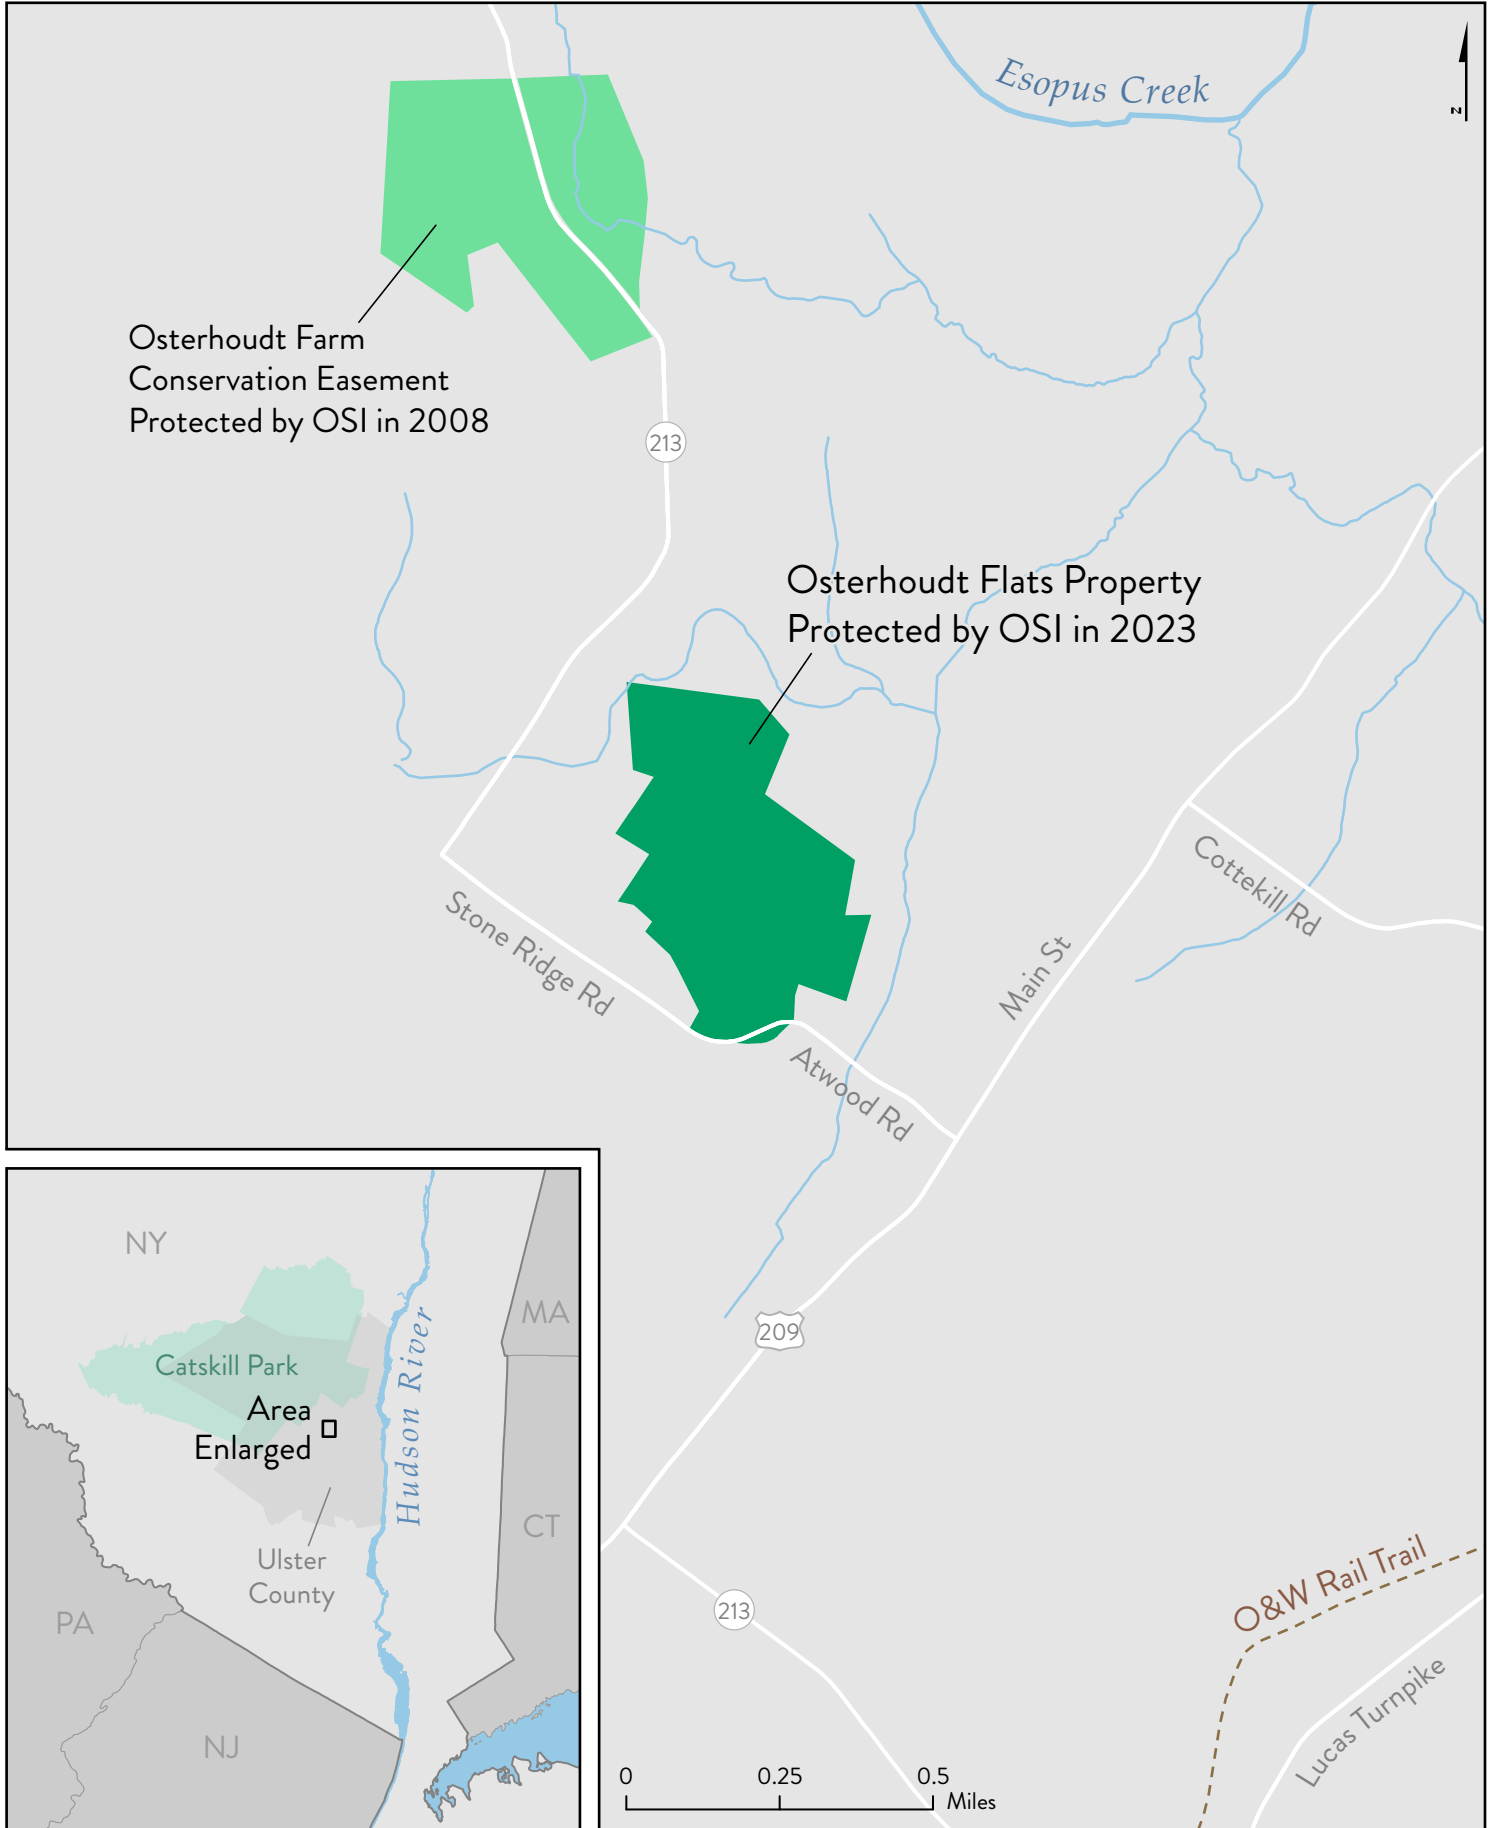 Esopus Creek
N
Osterhoudt Farm
Conservation Easement
Protected by OSI in 2008
213
Osterhoudt Flats Property
Protected by OSI in 2023
Cottekill Rd
Stone Ridge Rd
Main St
Atwood Rd
209
NY
MA
Hudson River
Catskill Park
Area
Enlarged
CT
Ulster
County
PA
NJ
213
O&W Rail Trail
Lucas Turnpike
0 0.25 0.5
Miles